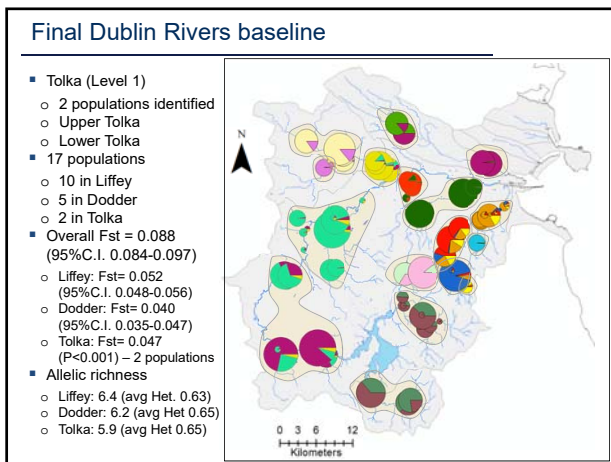 Final Dublin Rivers baseline
▪ Tolka (Level 1)
o 2 populations identified
o Upper Tolka
o Lower Tolka
▪ 17 populations
o 10 in Liffey
o 5 in Dodder
o 2 in Tolka
▪ Overall Fst = 0.088
(95%C.I. 0.084-0.097)
o Liffey: Fst= 0.052
(95%C.I. 0.048-0.056)
o Dodder: Fst= 0.040
(95%C.I. 0.035-0.047)
o Tolka: Fst= 0.047
(P<0.001) – 2 populations
▪ Allelic richness
o Liffey: 6.4 (avg Het. 0.63)
o Dodder: 6.2 (avg Het 0.65)
o Tolka: 5.9 (avg Het 0.65)
N
0 3 6 12
Kilometers